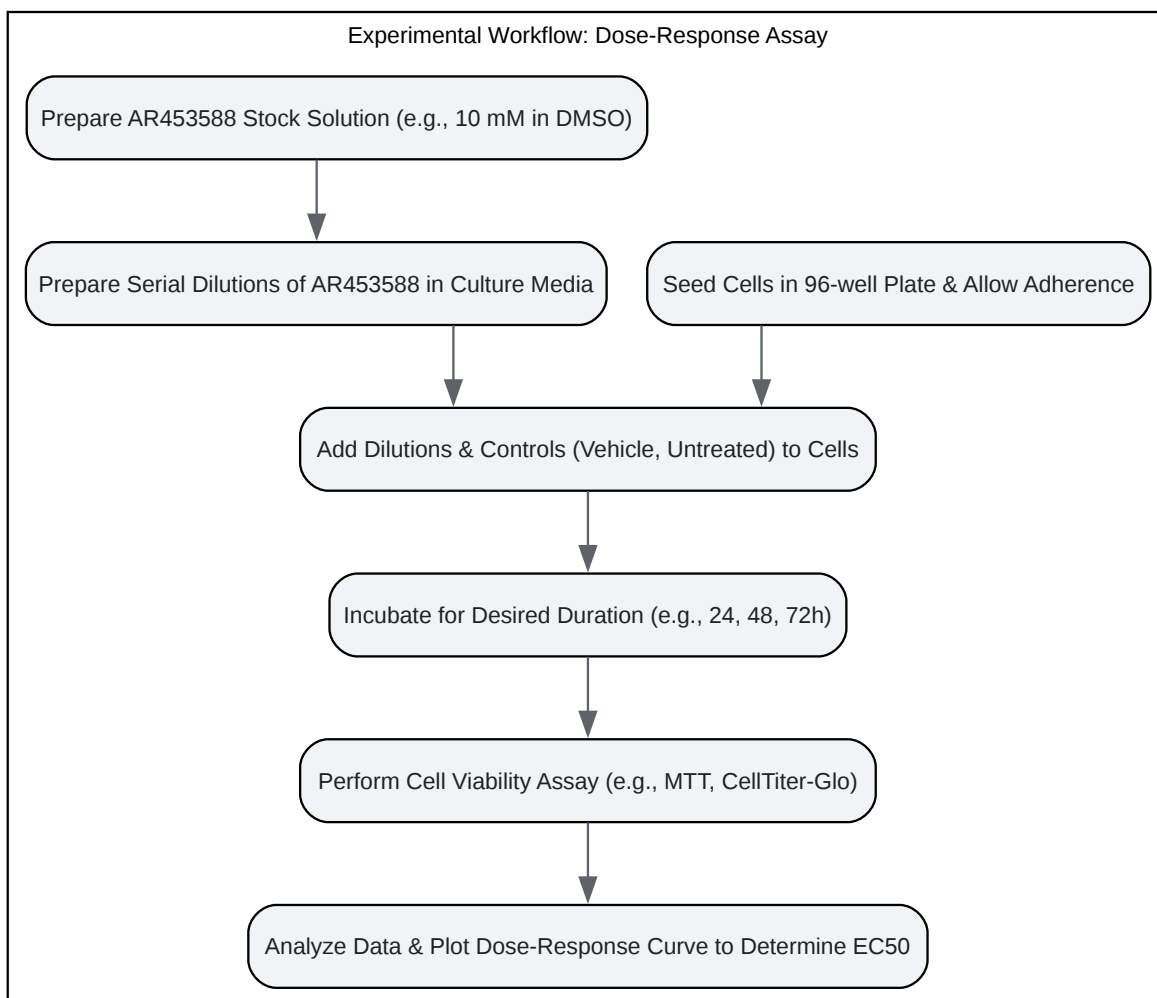 Experimental Workflow: Dose-Response Assay
Prepare AR453588 Stock Solution (e.g., 10 mM in DMSO)
Prepare Serial Dilutions of AR453588 in Culture Media
Seed Cells in 96-well Plate & Allow Adherence
Add Dilutions & Controls (Vehicle, Untreated) to Cells
Incubate for Desired Duration (e.g., 24, 48, 72h)
Perform Cell Viability Assay (e.g., MTT, CellTiter-Glo)
Analyze Data & Plot Dose-Response Curve to Determine EC50